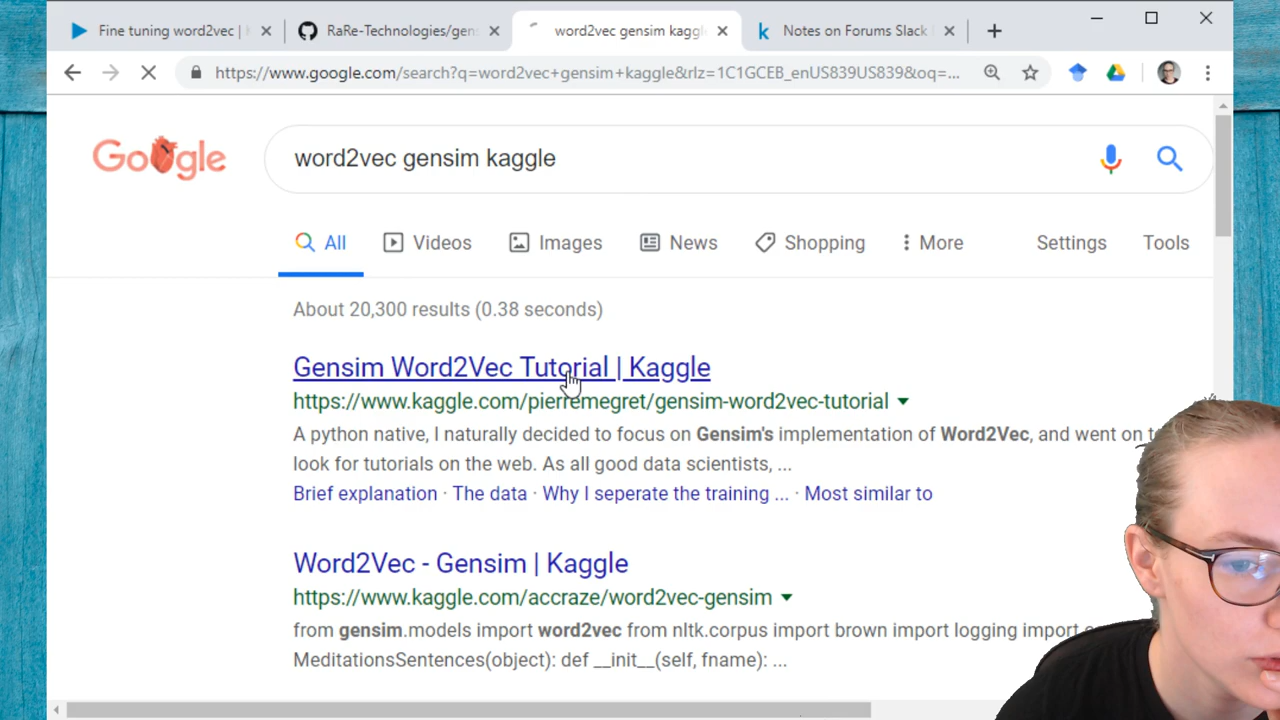 Fine tuning word2vec |
RaRe-Technologies/gen
word2vec gensim kaggl
k
Notes on Forums Slack
https://www.google.com/search?q=word2vec+gensim+kaggle&rlz=1C1GCEB_enUS839US839&oq=...
Google
word2vec gensim kaggle
All
Videos
Images
News
Shopping
More
Settings
Tools
About 20,300 results (0.38 seconds)
Gensim Word2Vec Tutorial | Kaggle
https://www.kaggle.com/pierremegret/gensim-word2vec-tutorial
A python native, I naturally decided to focus on Gensim's implementation of Word2Vec, and went on to
look for tutorials on the web. As all good data scientists, ...
Brief explanation · The data · Why I seperate the training ... · Most similar to
Word2Vec - Gensim | Kaggle
https://www.kaggle.com/accraze/word2vec-gensim
from gensim.models import word2vec from nltk.corpus import brown import logging import
MeditationsSentences(object): def __init__(self, fname): ...